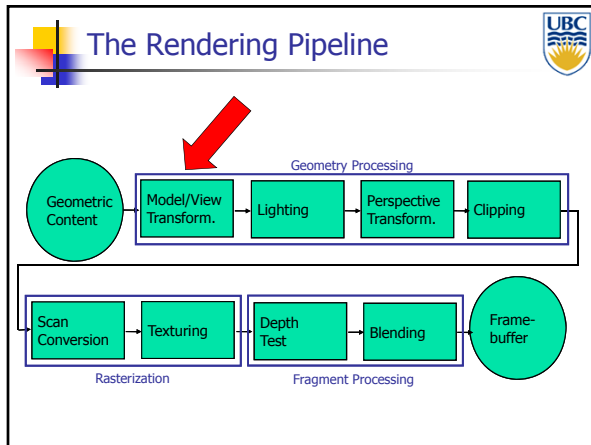 The Rendering Pipeline
UBC
Geometry Processing
Geometric
Content
Model/View
Transform.
Lighting
Perspective
Transform.
Clipping
Scan
Conversion
Texturing
Depth
Test
Blending
Frame-
buffer
Rasterization
Fragment Processing